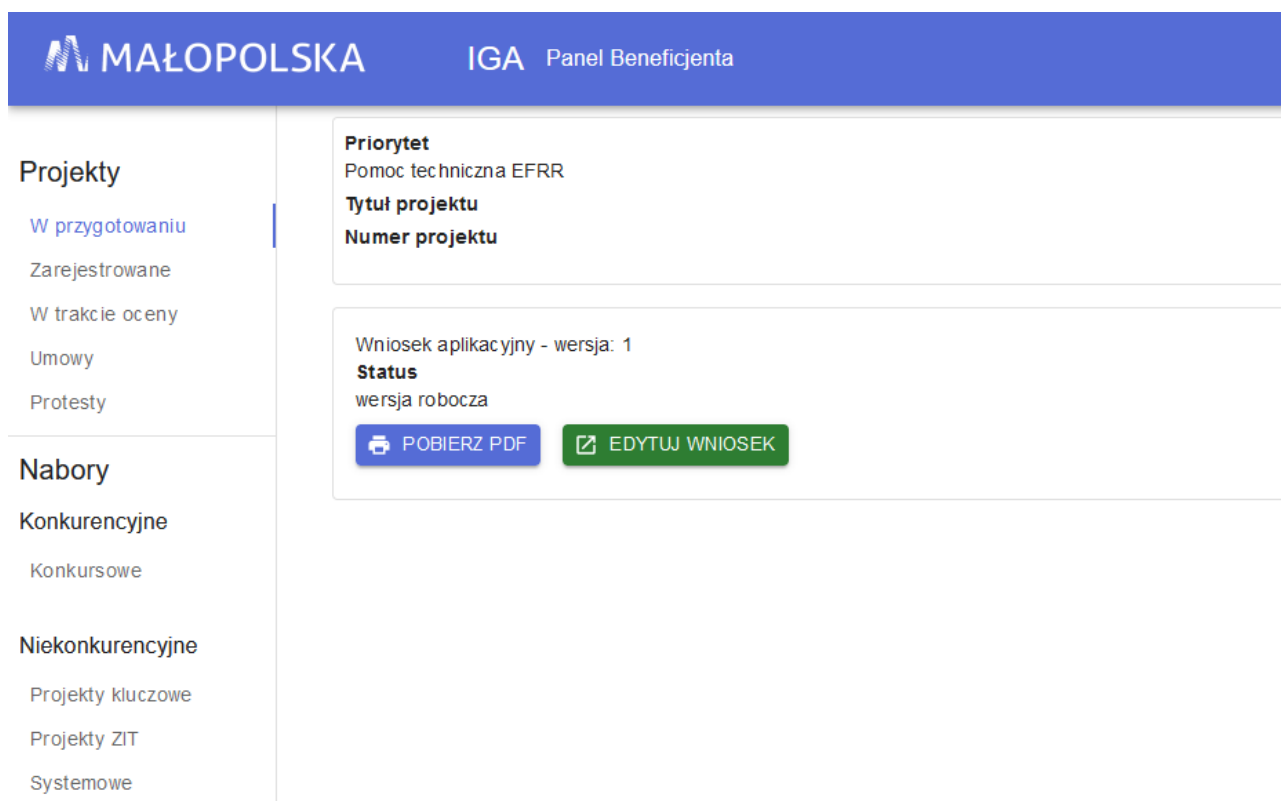 MAŁOPOLSKA IGA Panel Beneficjenta
Projekty
W przygotowaniu
Zarejestrowane
W trakcie oceny
Umowy
Protesty
Nabory
Konkurencyjne
Konkursowe
Niekonkurencyjne
Projekty kluczowe
Projekty ZIT
Systemowe
Priorytet
Pomoc techniczna EFRR
Tytuł projektu
Numer projektu
Wniosek aplikacyjny - wersja: 1
Status
wersja robocza
POBIERZ PDF EDYTUJ WNIOSEK